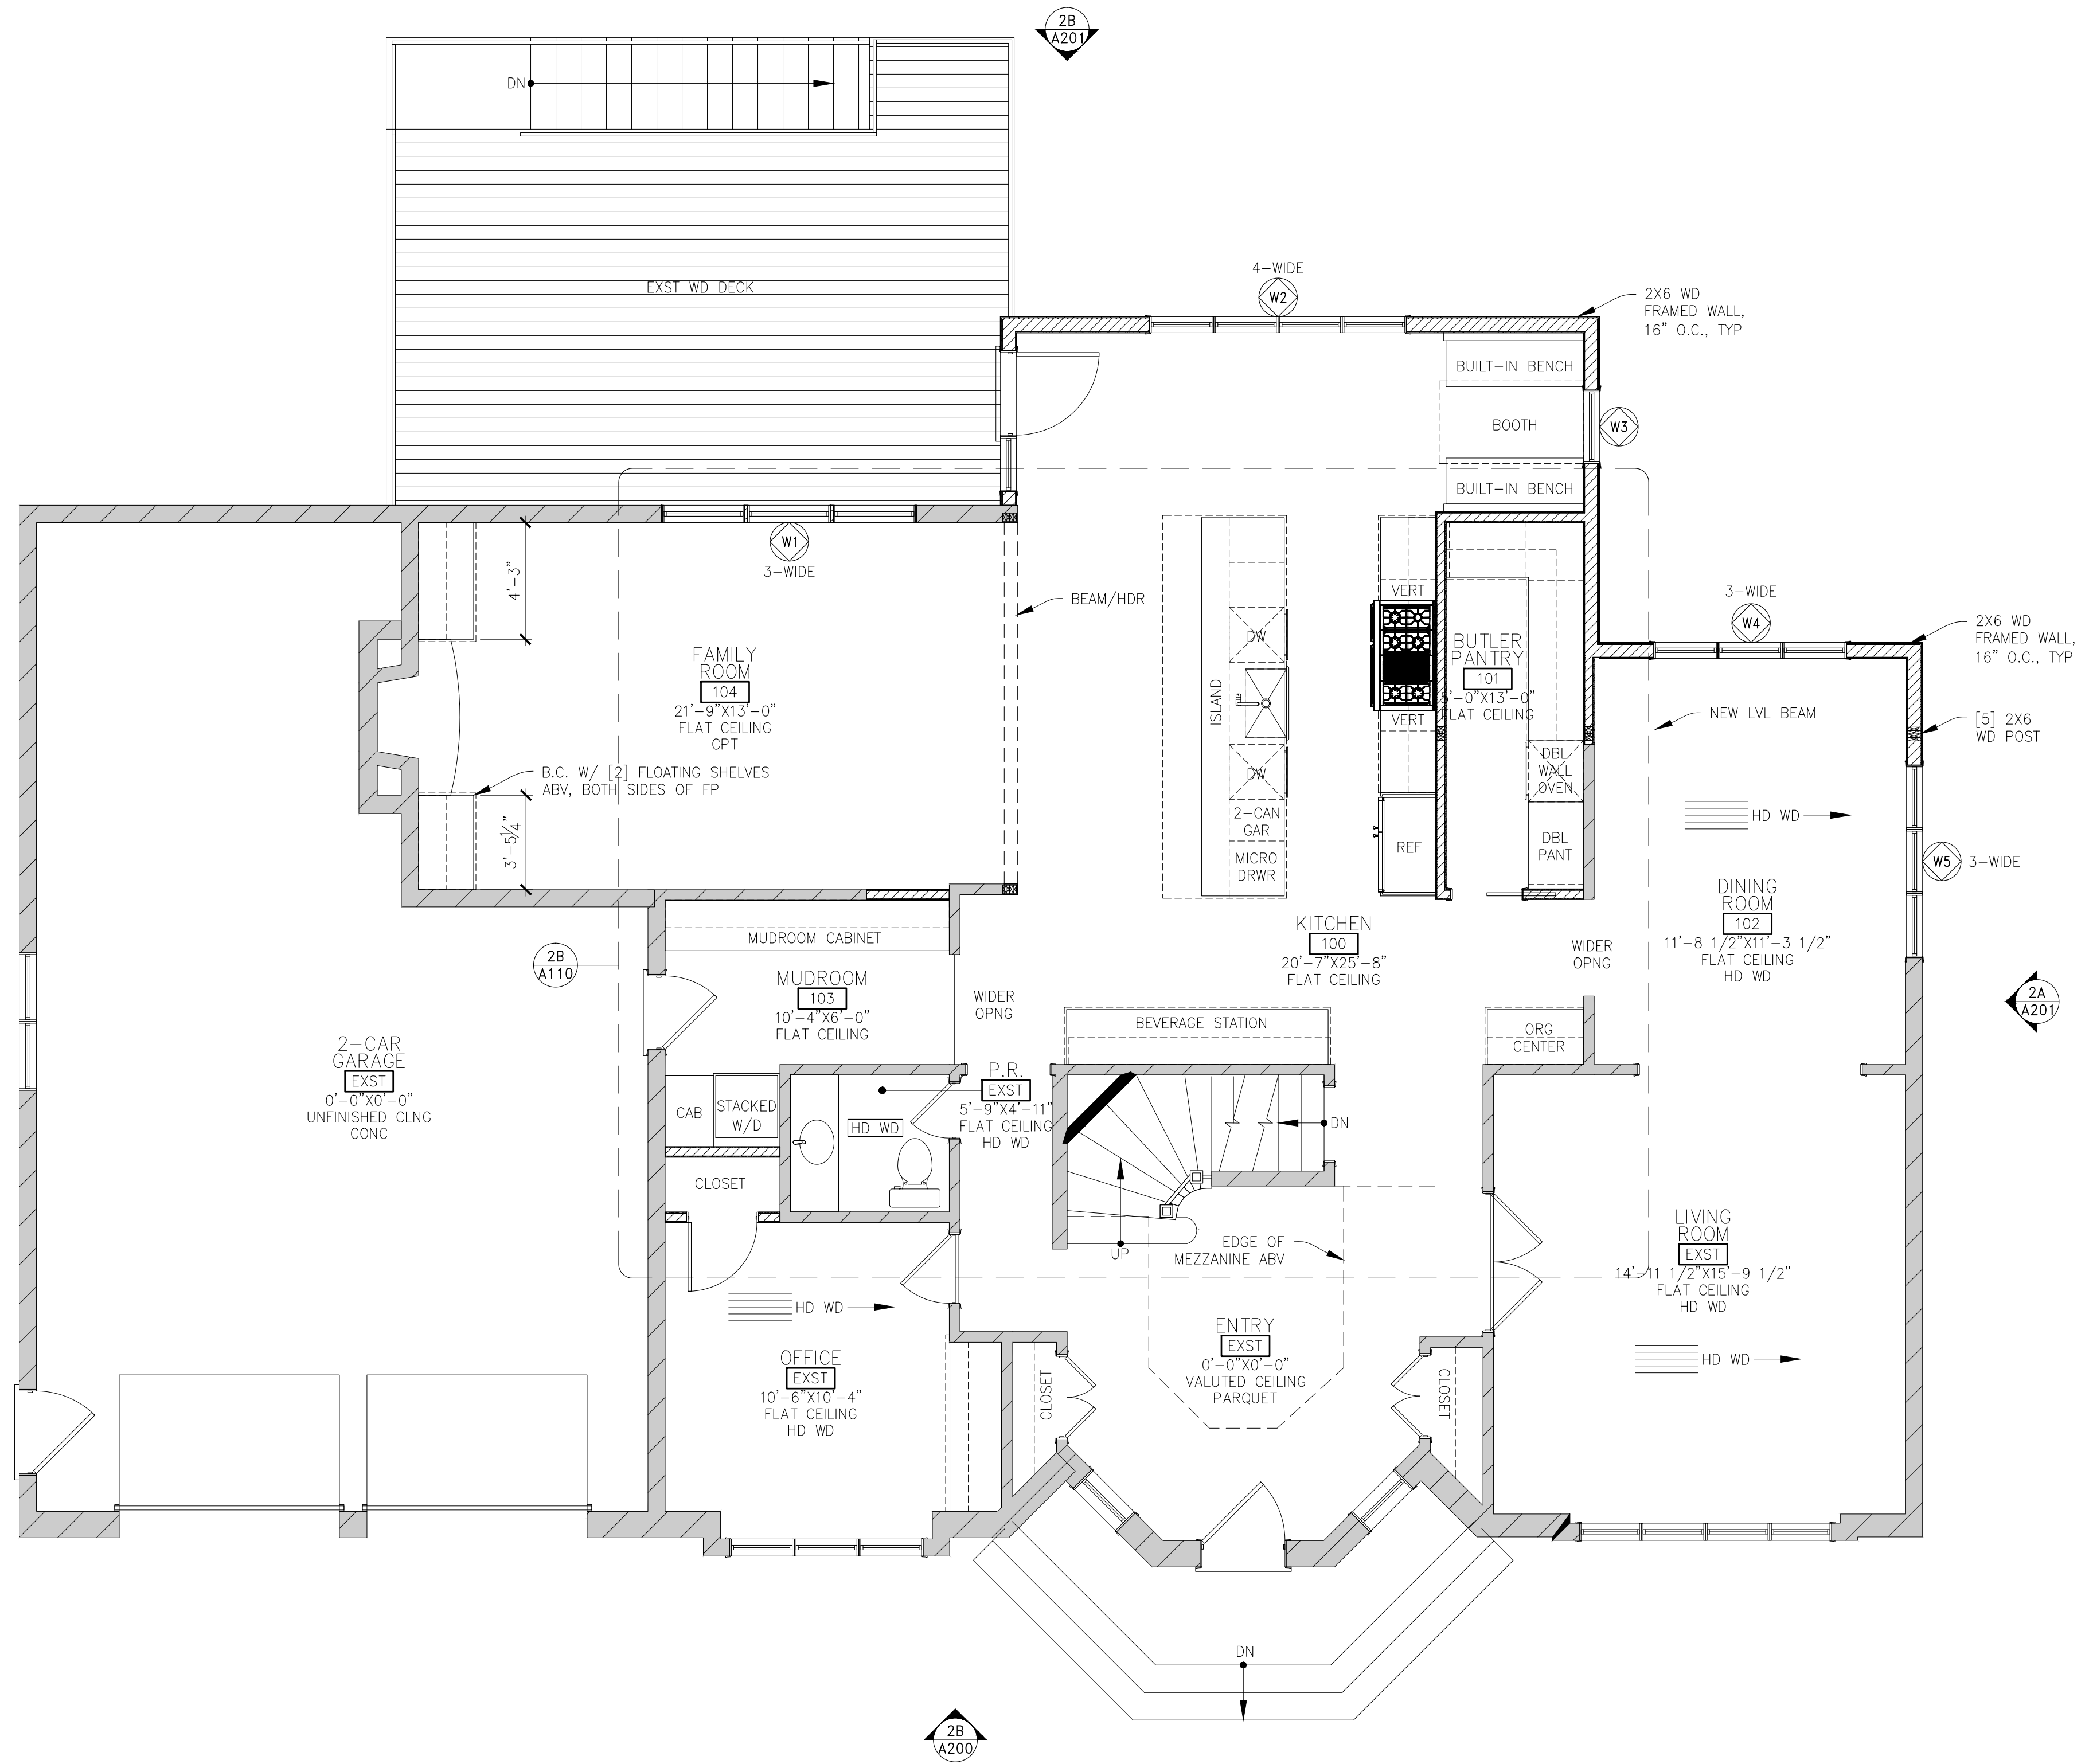 2B
A201
DN
EXST WD DECK
4-WIDE
W2
2X6 WD
FRAMED WALL,
16" O.C., TYP
BUILT-IN BENCH
BOOTH
W3
BUILT-IN BENCH
W1
3-WIDE
4'-3"
BEAM/HDR
3-WIDE
W4
2X6 WD
FRAMED WALL,
16" O.C., TYP
FAMILY
ROOM
104
21'-9"X13'-0"
FLAT CEILING
CPT
ISLAND
DW
DW
2-CAN
GAR
MICRO
DRWR
VERT
VERT
REF
BUTLER
PANTRY
101
5'-0"X13'-0"
FLAT CEILING
DBL
WALL
OVEN
DBL
PANT
NEW LVL BEAM
[5] 2X6
WD POST
B.C. W/ [2] FLOATING SHELVES
ABV, BOTH SIDES OF FP
3'-5 1/4"
HD WD
W5
3-WIDE
DINING
ROOM
102
11'-8 1/2"X11'-3 1/2"
FLAT CEILING
HD WD
KITCHEN
100
20'-7"X25'-8"
FLAT CEILING
WIDER
OPNG
MUDROOM CABINET
2B
A110
MUDROOM
103
10'-4"X6'-0"
FLAT CEILING
WIDER
OPNG
2A
A201
BEVERAGE STATION
ORG
CENTER
2-CAR
GARAGE
EXST
0'-0"X0'-0"
UNFINISHED CLNG
CONC
P.R.
EXST
5'-9"X4'-11"
FLAT CEILING
HD WD
CAB
STACKED
W/D
HD WD
DN
CLOSET
UP
EDGE OF
MEZZANINE ABV
LIVING
ROOM
EXST
14'-11 1/2"X15'-9 1/2"
FLAT CEILING
HD WD
HD WD
HD WD
ENTRY
EXST
0'-0"X0'-0"
VALUTED CEILING
PARQUET
OFFICE
EXST
10'-6"X10'-4"
FLAT CEILING
HD WD
CLOSET
CLOSET
DN
2B
A200